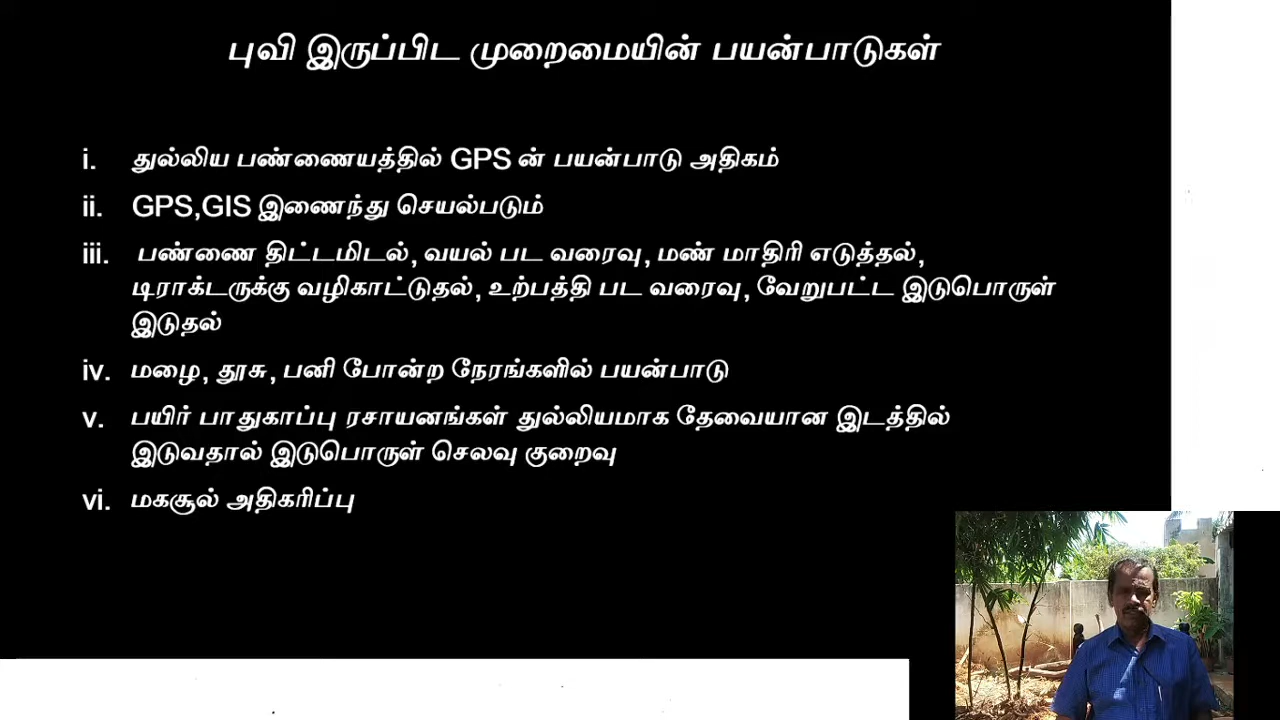 புவி இருப்பிட முறைமையின் பயன்பாடுகள்
i. துல்லிய பண்ணையத்தில் GPS ன் பயன்பாடு அதிகம்
ii. GPS,GIS இணைந்து செயல்படும்
iii. பண்ணை திட்டமிடல், வயல் பட வரைவு, மண் மாதிரி எடுத்தல்,
டிராக்டருக்கு வழிகாட்டுதல், உற்பத்தி பட வரைவு, வேறுபட்ட இடுபொருள்
இடுதல்
iv. மழை, தூசு, பனி போன்ற நேரங்களில் பயன்பாடு
v. பயிர் பாதுகாப்பு ரசாயனங்கள் துல்லியமாக தேவையான இடத்தில்
இடுவதால் இடுபொருள் செலவு குறைவு
vi. மகசூல் அதிகரிப்பு